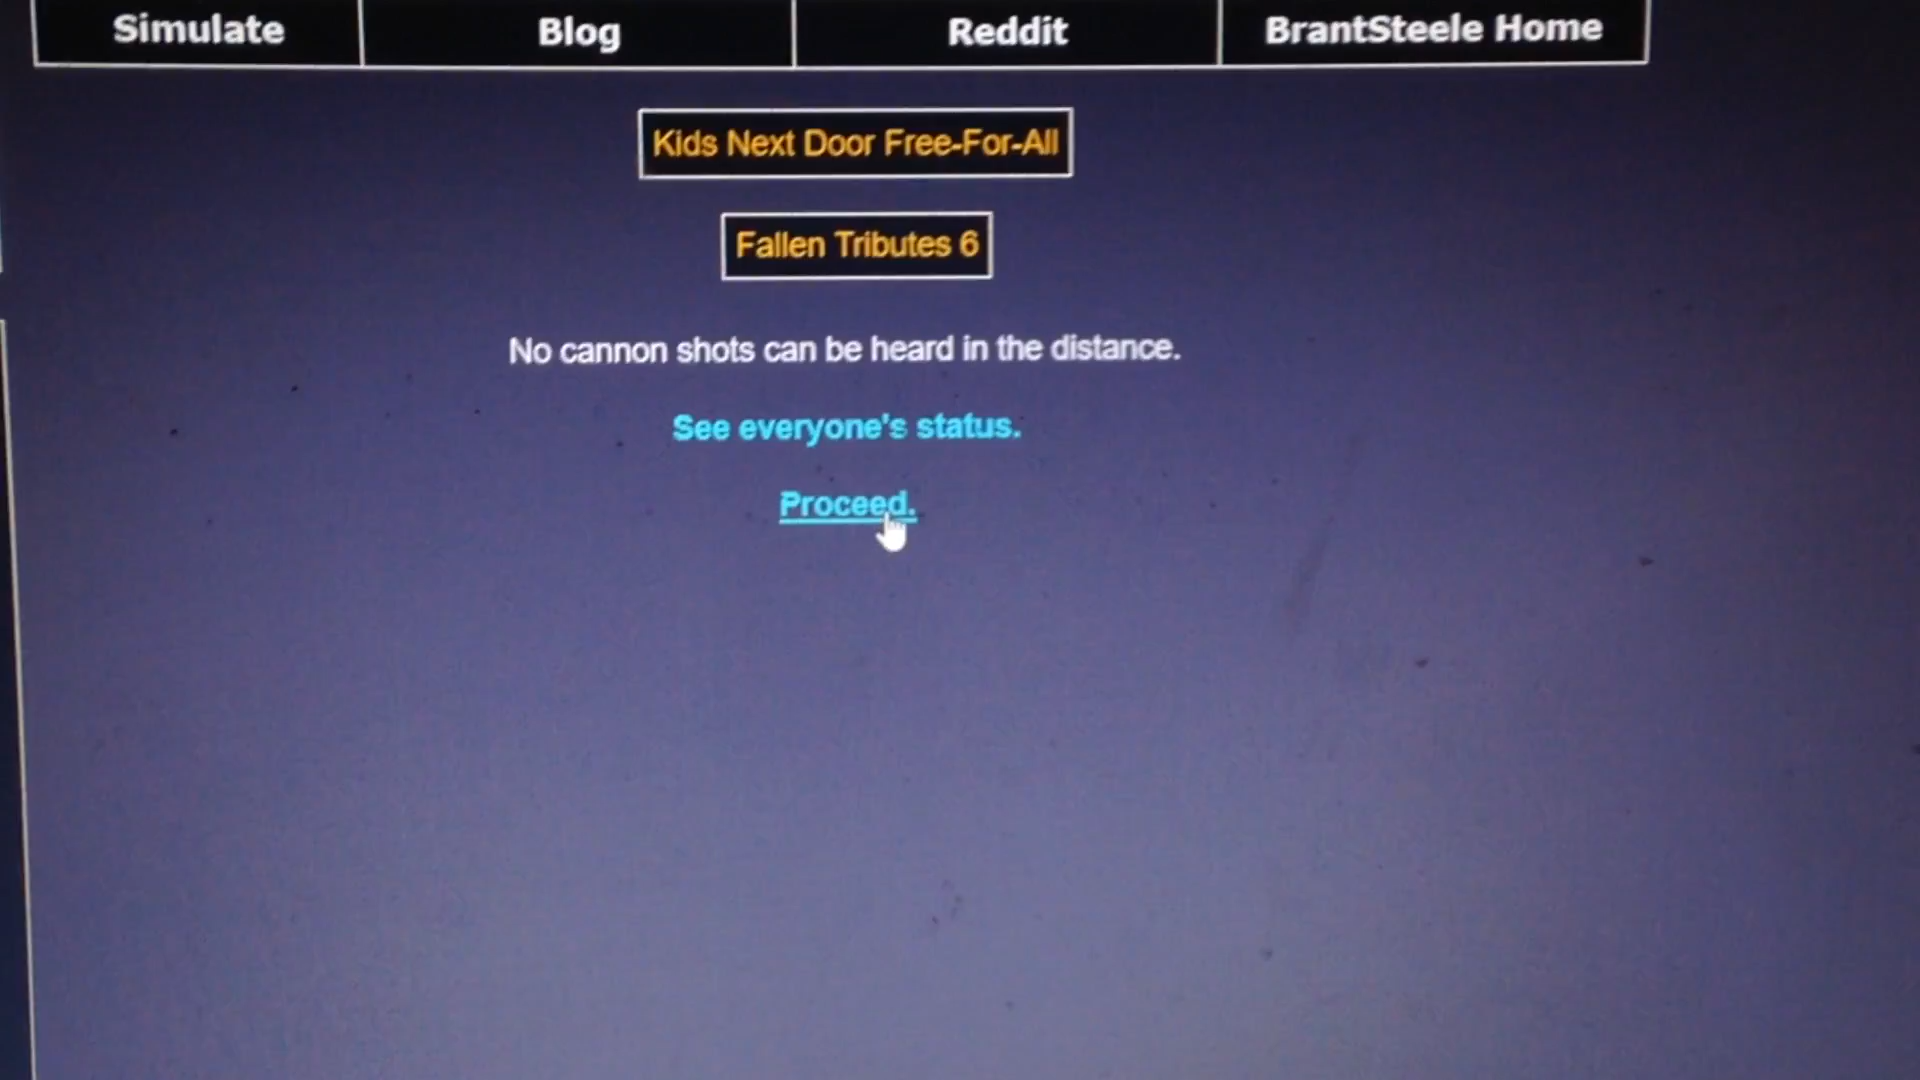 Simulate
Blog
Reddit
BrantSteele Home
Kids Next Door Free-For-All
Fallen Tributes 6
No cannon shots can be heard in the distance.
See everyone's status.
Proceed.